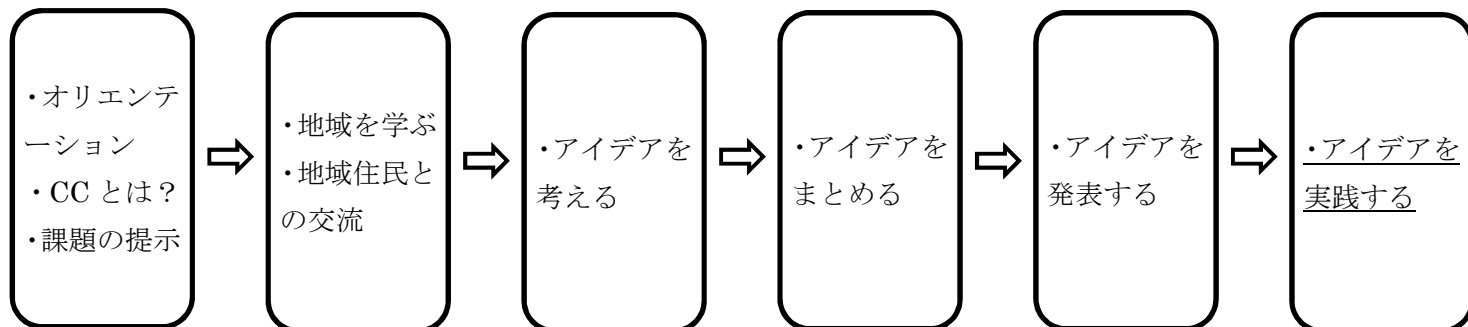 ・オリエンテ
ーション
・CC とは？
・課題の提示
・地域を学ぶ
・地域住民と
の交流
・アイデアを
考える
・アイデアを
まとめる
・アイデアを
発表する
・アイデアを
実践する